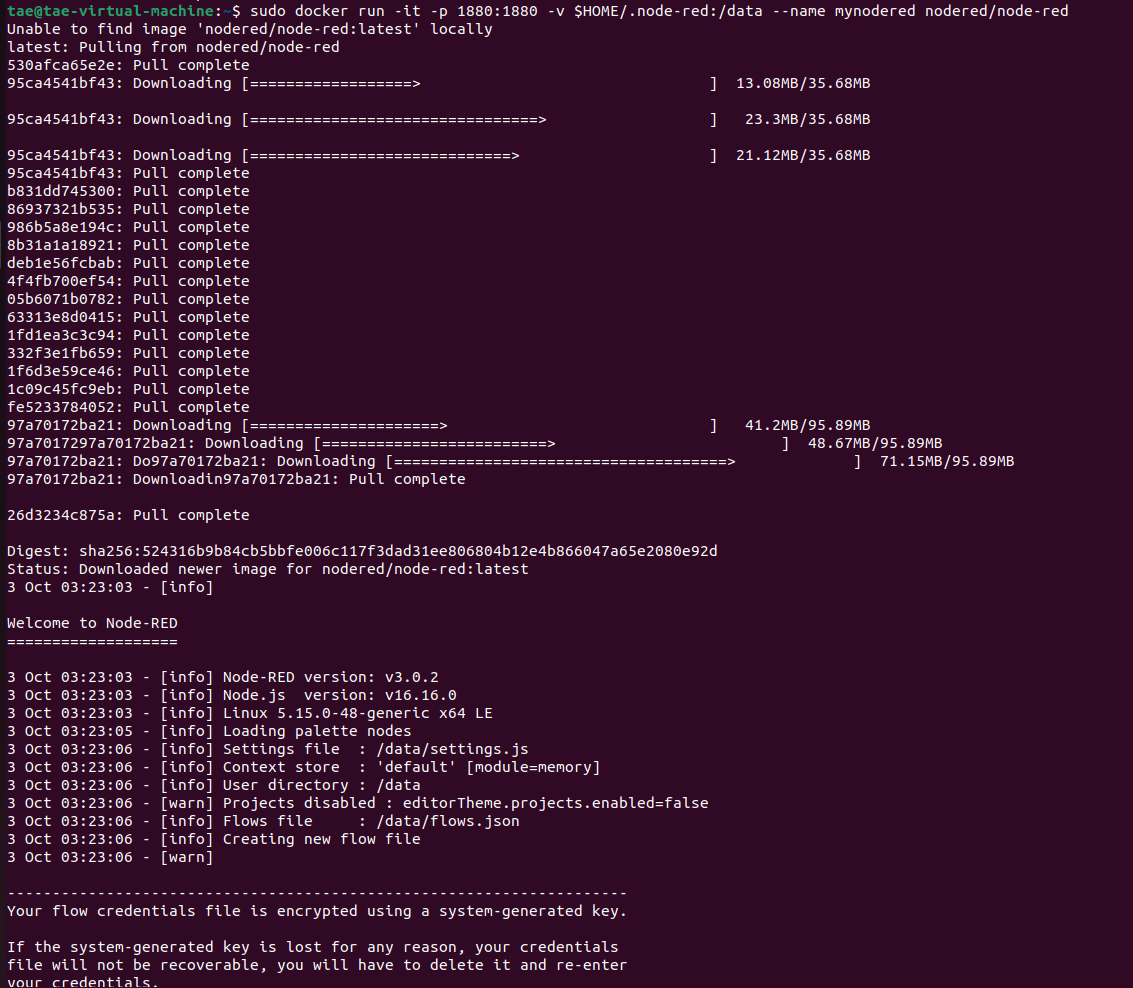 tae@tae-virtual-machine:~$ sudo docker run -it -p 1880:1880 -v $HOME/.node-red:/data --name mynodered nodered/node-red
Unable to find image 'nodered/node-red:latest' locally
latest: Pulling from nodered/node-red
530afca65e2e: Pull complete
95ca4541bf43: Downloading [==================>                                ]  13.08MB/35.68MB
95ca4541bf43: Downloading [================================>                  ]   23.3MB/35.68MB
95ca4541bf43: Downloading [=============================>                     ]  21.12MB/35.68MB
95ca4541bf43: Pull complete
b831dd745300: Pull complete
86937321b535: Pull complete
986b5a8e194c: Pull complete
8b31a1a18921: Pull complete
deb1e56fcbab: Pull complete
4f4fb700ef54: Pull complete
05b6071b0782: Pull complete
63313e8d0415: Pull complete
1fd1ea3c3c94: Pull complete
332f3e1fb659: Pull complete
1f6d3e59ce46: Pull complete
1c09c45fc9eb: Pull complete
fe5233784052: Pull complete
97a70172ba21: Downloading [=====================>                             ]   41.2MB/95.89MB
97a7017297a70172ba21: Downloading [=========================>                         ]  48.67MB/95.89MB
97a70172ba21: Do97a70172ba21: Downloading [=====================================>             ]  71.15MB/95.89MB
97a70172ba21: Downloadin97a70172ba21: Pull complete
26d3234c875a: Pull complete
Digest: sha256:524316b9b84cb5bbfe006c117f3dad31ee806804b12e4b866047a65e2080e92d
Status: Downloaded newer image for nodered/node-red:latest
3 Oct 03:23:03 - [info]
Welcome to Node-RED
===================
3 Oct 03:23:03 - [info] Node-RED version: v3.0.2
3 Oct 03:23:03 - [info] Node.js  version: v16.16.0
3 Oct 03:23:03 - [info] Linux 5.15.0-48-generic x64 LE
3 Oct 03:23:05 - [info] Loading palette nodes
3 Oct 03:23:06 - [info] Settings file  : /data/settings.js
3 Oct 03:23:06 - [info] Context store  : 'default' [module=memory]
3 Oct 03:23:06 - [info] User directory : /data
3 Oct 03:23:06 - [warn] Projects disabled : editorTheme.projects.enabled=false
3 Oct 03:23:06 - [info] Flows file     : /data/flows.json
3 Oct 03:23:06 - [info] Creating new flow file
3 Oct 03:23:06 - [warn]
---------------------------------------------------------------------
Your flow credentials file is encrypted using a system-generated key.
If the system-generated key is lost for any reason, your credentials
file will not be recoverable, you will have to delete it and re-enter
your credentials.